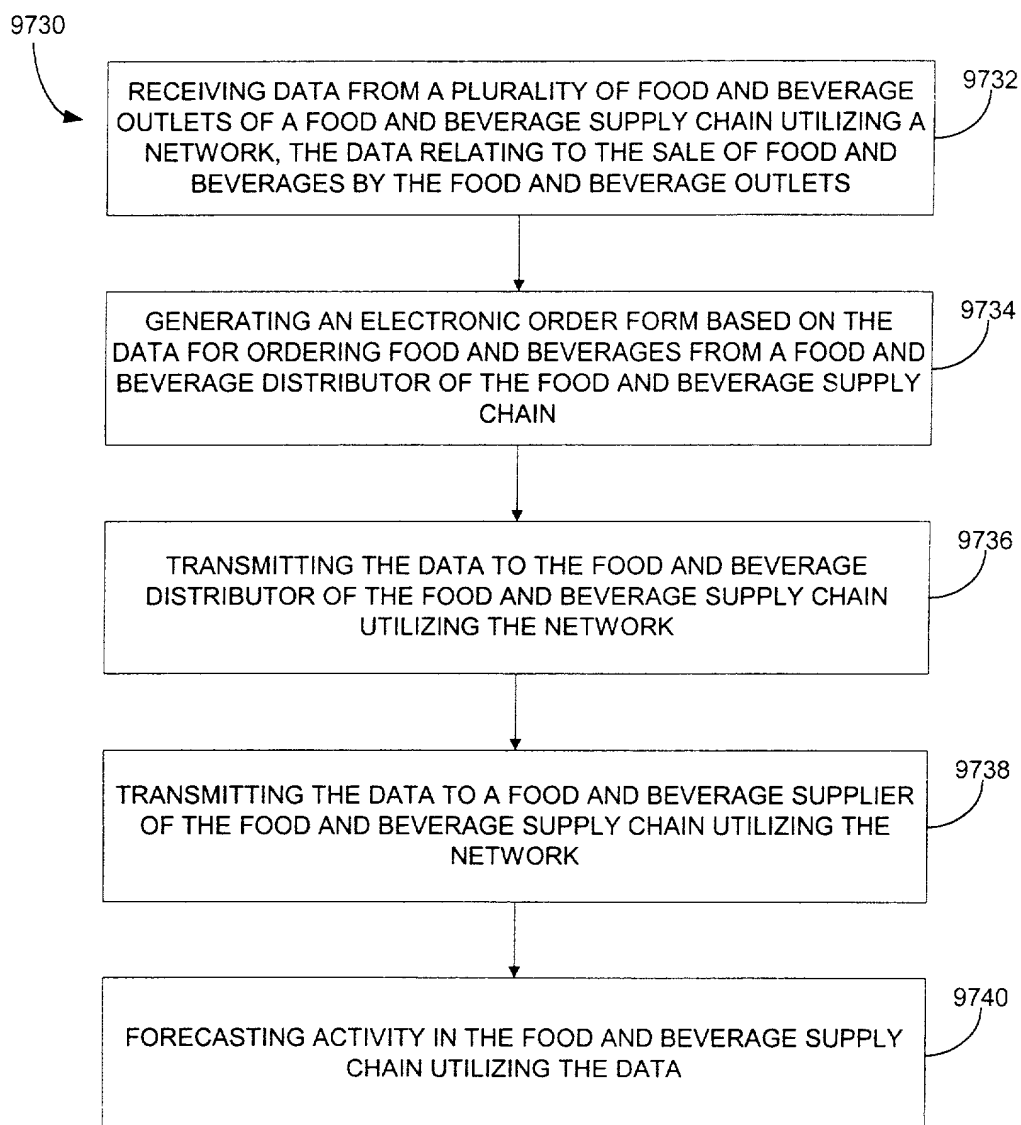 9730
9732
RECEIVING DATA FROM A PLURALITY OF FOOD AND BEVERAGE
OUTLETS OF A FOOD AND BEVERAGE SUPPLY CHAIN UTILIZING A
NETWORK, THE DATA RELATING TO THE SALE OF FOOD AND
BEVERAGES BY THE FOOD AND BEVERAGE OUTLETS
9734
GENERATING AN ELECTRONIC ORDER FORM BASED ON THE
DATA FOR ORDERING FOOD AND BEVERAGES FROM A FOOD AND
BEVERAGE DISTRIBUTOR OF THE FOOD AND BEVERAGE SUPPLY
CHAIN
9736
TRANSMITTING THE DATA TO THE FOOD AND BEVERAGE
DISTRIBUTOR OF THE FOOD AND BEVERAGE SUPPLY CHAIN
UTILIZING THE NETWORK
9738
TRANSMITTING THE DATA TO A FOOD AND BEVERAGE SUPPLIER
OF THE FOOD AND BEVERAGE SUPPLY CHAIN UTILIZING THE
NETWORK
9740
FORECASTING ACTIVITY IN THE FOOD AND BEVERAGE SUPPLY
CHAIN UTILIZING THE DATA